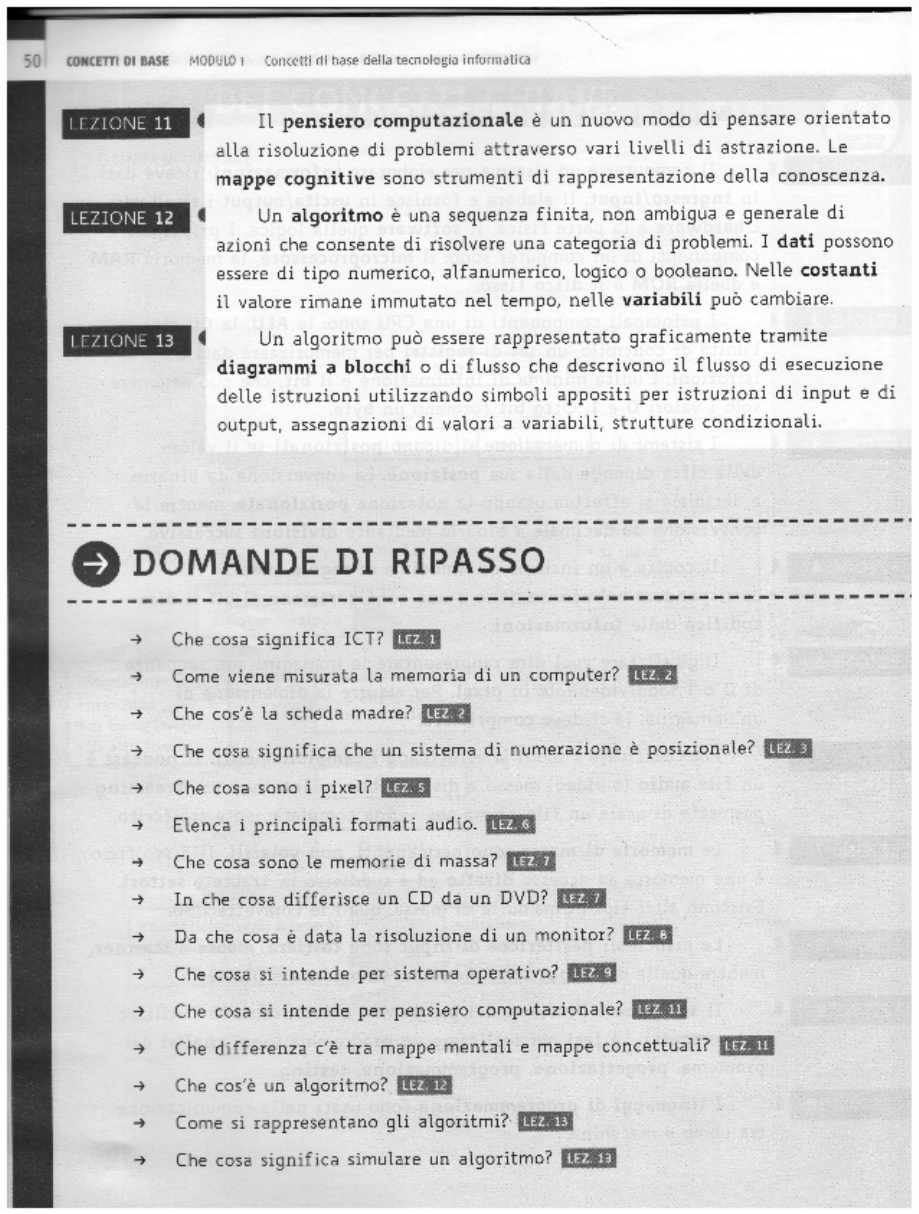 50 CONCETTI DI BASE MODULO 1 Concetti di base della tecnologia informatica
LEZIONE 11 Il pensiero computazionale è un nuovo modo di pensare orientato
alla risoluzione di problemi attraverso vari livelli di astrazione. Le
mappe cognitive sono strumenti di rappresentazione della conoscenza.
LEZIONE 12 Un algoritmo è una sequenza finita, non ambigua e generale di
azioni che consente di risolvere una categoria di problemi. I dati possono
essere di tipo numerico, alfanumerico, logico o booleano. Nelle costanti
il valore rimane immutato nel tempo, nelle variabili può cambiare.
LEZIONE 13 Un algoritmo può essere rappresentato graficamente tramite
diagrammi a blocchi o di flusso che descrivono il flusso di esecuzione
delle istruzioni utilizzando simboli appositi per istruzioni di input e di
output, assegnazioni di valori a variabili, strutture condizionali.
→ DOMANDE DI RIPASSO
→ Che cosa significa ICT? LEZ. 1
→ Come viene misurata la memoria di un computer? LEZ. 2
→ Che cos'è la scheda madre? LEZ. 2
→ Che cosa significa che un sistema di numerazione è posizionale? LEZ. 3
→ Che cosa sono i pixel? LEZ. 5
→ Elenca i principali formati audio. LEZ. 6
→ Che cosa sono le memorie di massa? LEZ. 7
→ In che cosa differisce un CD da un DVD? LEZ. 7
→ Da che cosa è data la risoluzione di un monitor? LEZ. 8
→ Che cosa si intende per sistema operativo? LEZ. 9
→ Che cosa si intende per pensiero computazionale? LEZ. 11
→ Che differenza c'è tra mappe mentali e mappe concettuali? LEZ. 11
→ Che cos'è un algoritmo? LEZ. 12
→ Come si rappresentano gli algoritmi? LEZ. 13
→ Che cosa significa simulare un algoritmo? LEZ. 13